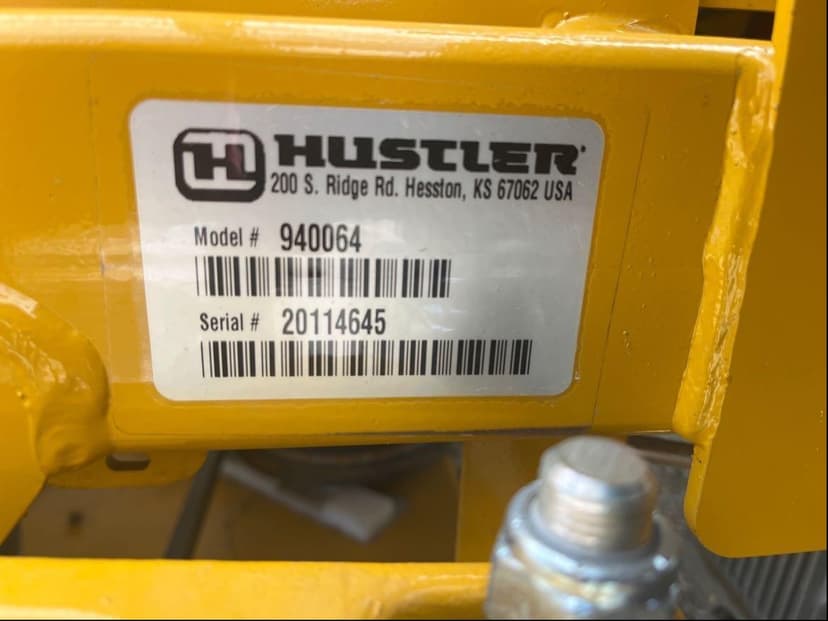 H HUSTLER
200 S. Ridge Rd. Hesston, KS 67062 USA
Model # 940064
Serial # 20114645